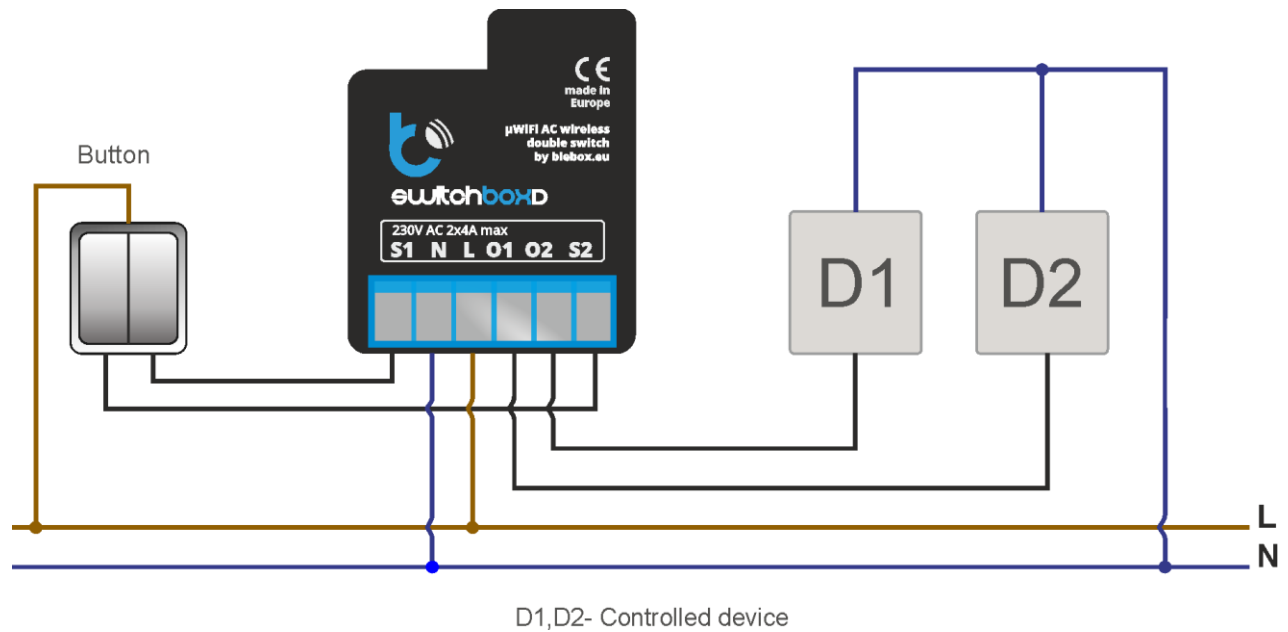 Button
CE
made in
Europe
µWiFi AC wireless
double switch
by blebox.eu
switchboxD
230V AC 2x4A max
S1 N L O1 O2 S2
D1
D2
L
N
D1,D2- Controlled device